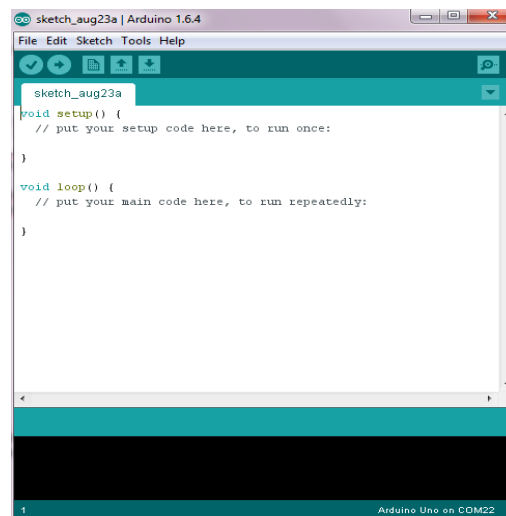 sketch_aug23a | Arduino 1.6.4
File Edit Sketch Tools Help
sketch_aug23a
void setup() {
  // put your setup code here, to run once:
}
void loop() {
  // put your main code here, to run repeatedly:
}
1 Arduino Uno on COM22